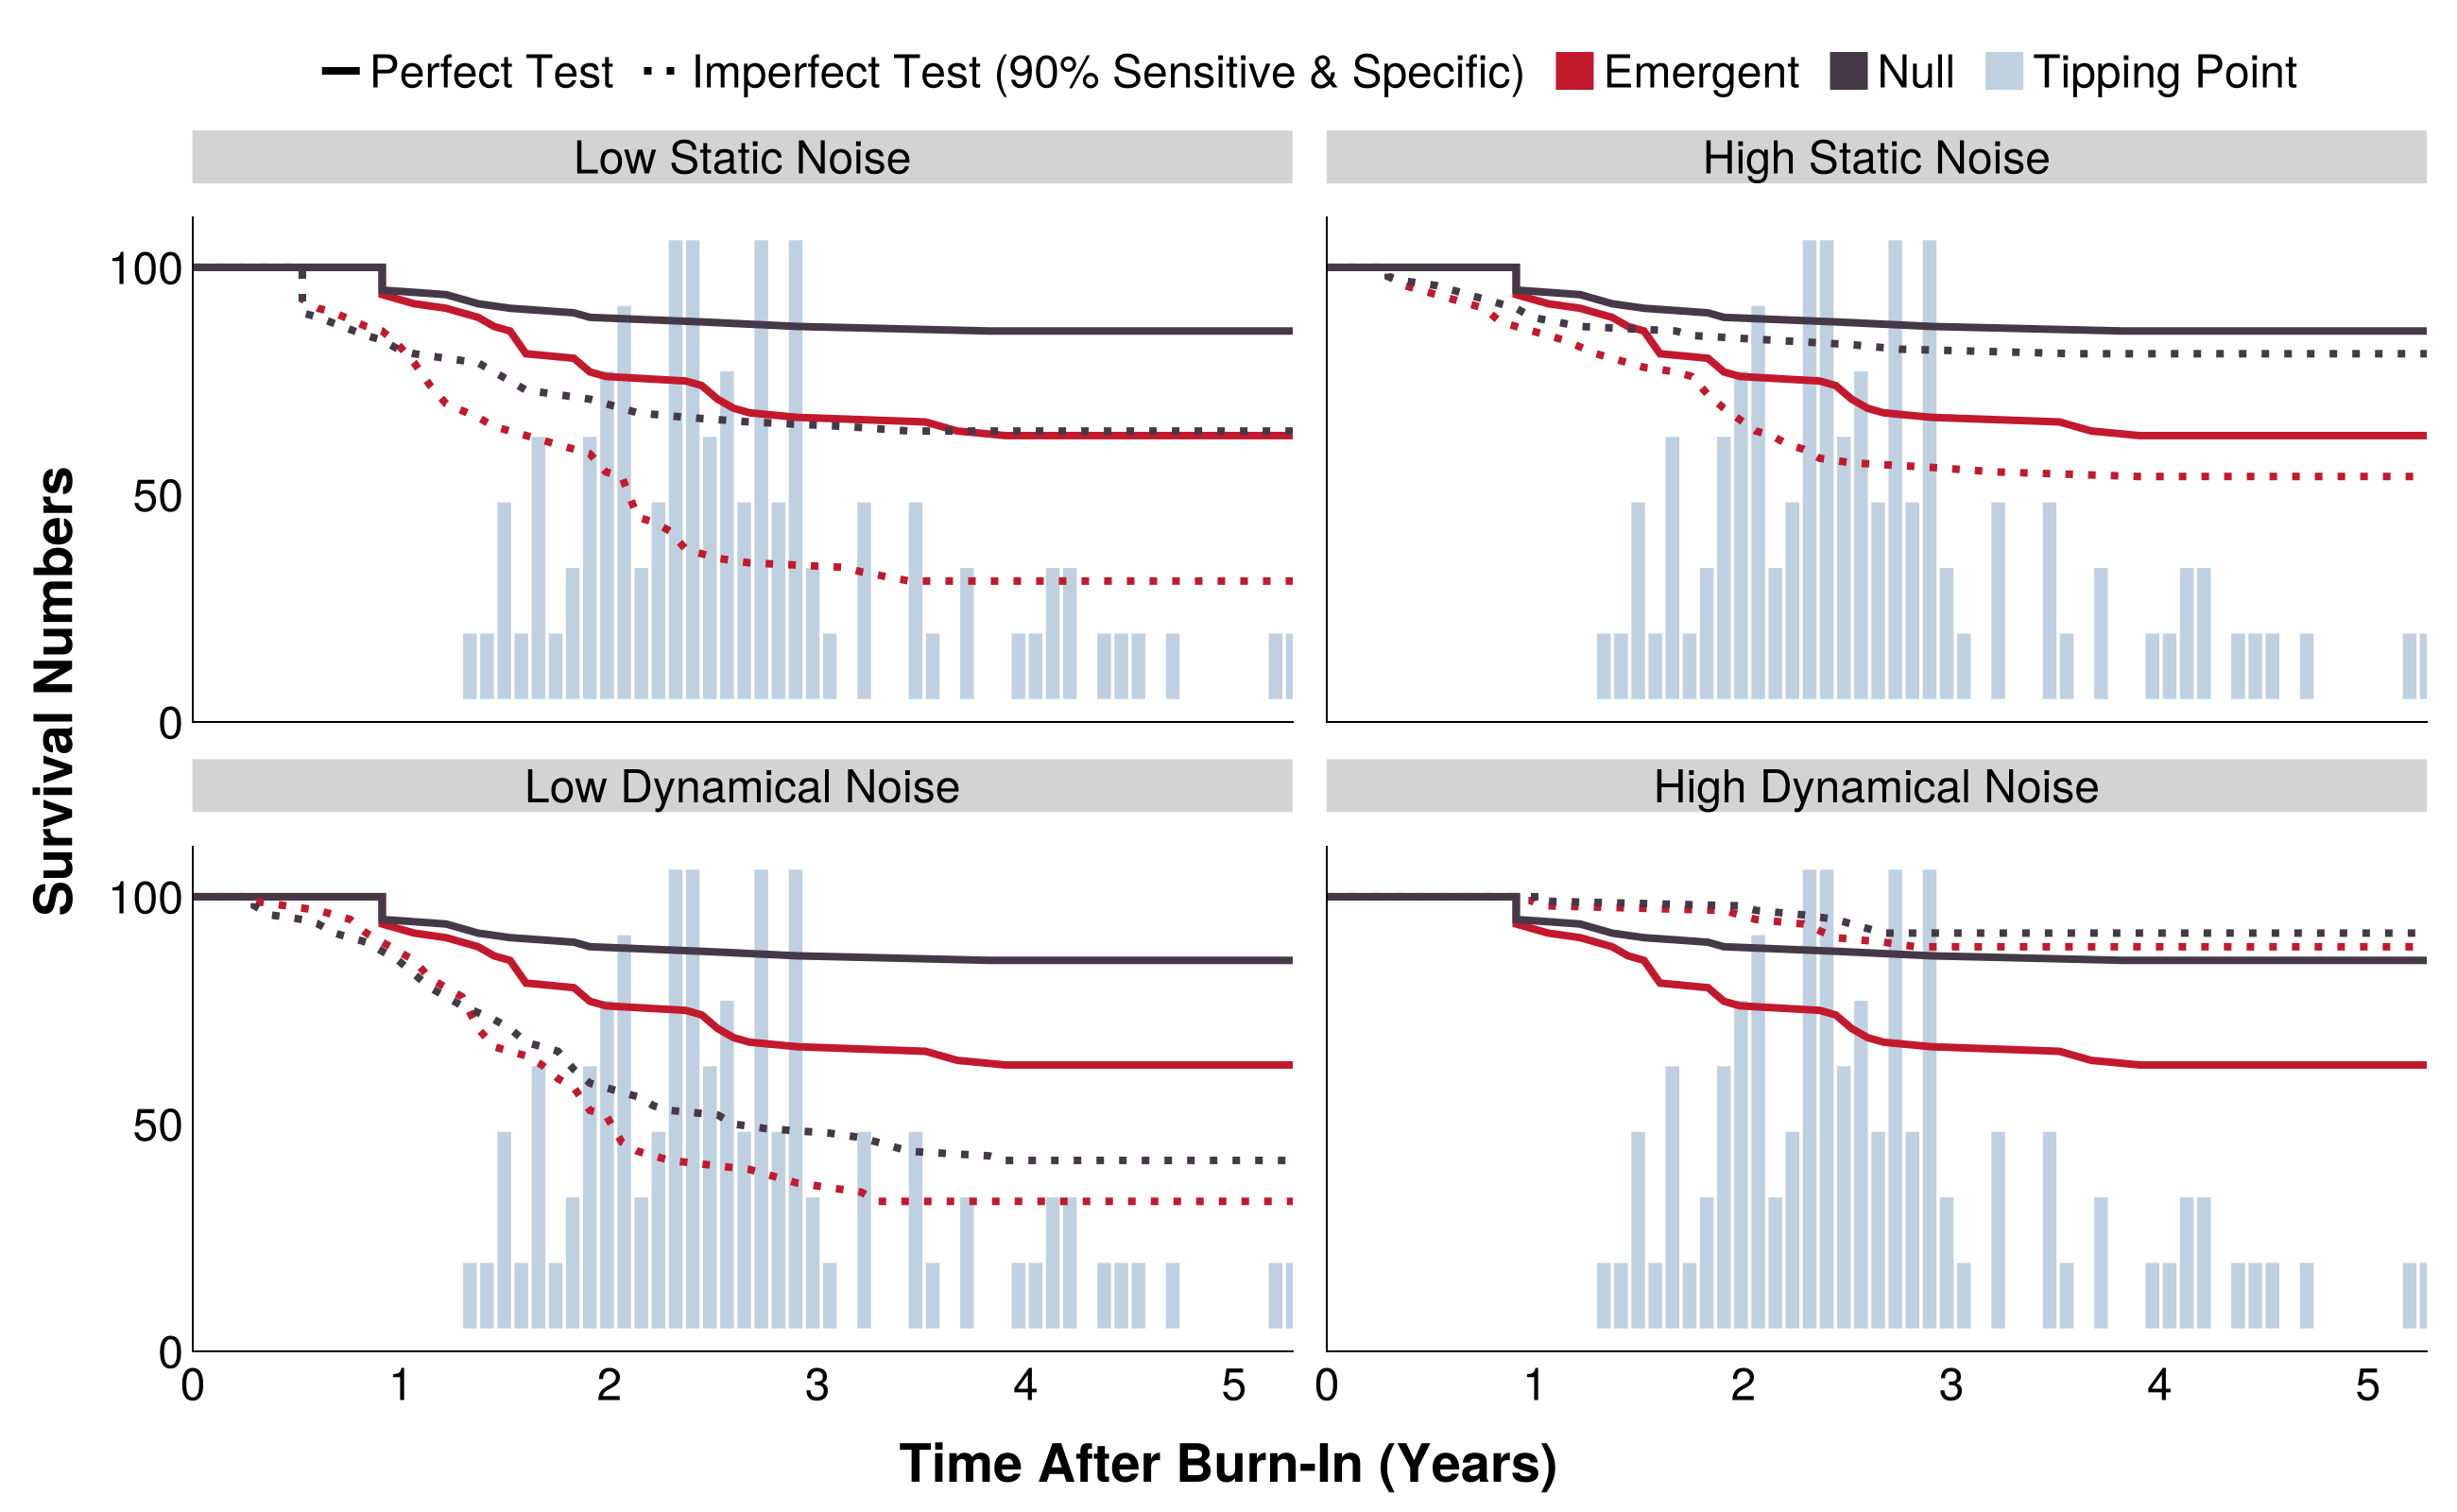 Perfect Test Imperfect Test (90% Sensitive & Specific) Emergent Null Tipping Point
Low Static Noise
High Static Noise
100
50
0
Low Dynamical Noise
High Dynamical Noise
100
50
0
0 1 2 3 4 5
0 1 2 3 4 5
Survival Numbers
Time After Burn-In (Years)